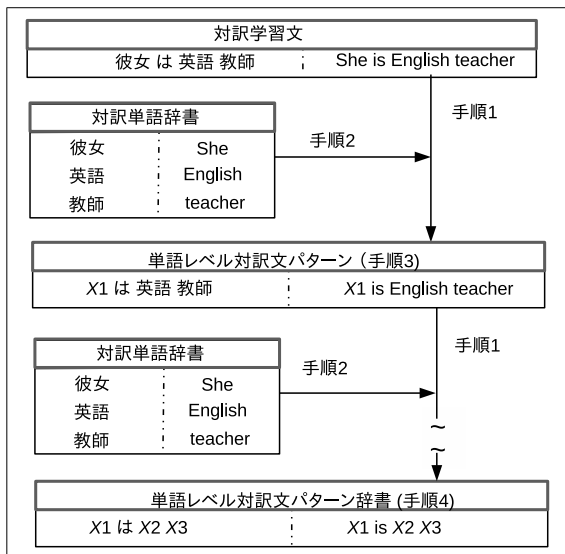 対訳学習文
彼女 は 英語 教師 She is English teacher
手順1
対訳単語辞書
手順2
彼女 She
英語 English
教師 teacher
単語レベル対訳文パターン (手順3)
X1 は 英語 教師 X1 is English teacher
手順1
対訳単語辞書
手順2
彼女 She
英語 English
教師 teacher
~
~
単語レベル対訳文パターン辞書 (手順4)
X1 は X2 X3 X1 is X2 X3